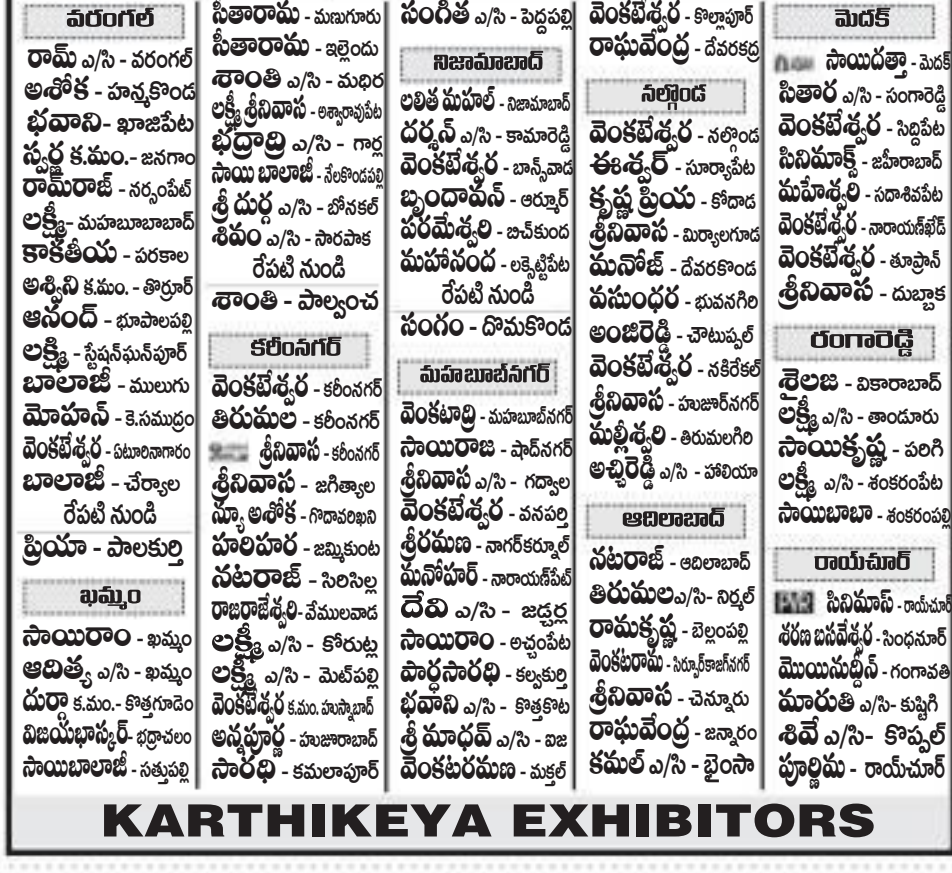 వరంగల్
రామ్ ఎ/సి - వరంగల్
అశోక - హన్మకొండ
భవాని- ఖాజిపేట
స్వర్ణ క.మం.- జనగాం
రామ్‌రాజ్ - నర్సంపేట్
లక్ష్మీ- మహబూబాబాద్
కాకతీయ - పరకాల
అశ్విని క.మం. - తొర్రూర్
ఆనంద్ - భూపాలపల్లి
లక్ష్మి - స్టేషన్‌ఘన్‌పూర్
బాలాజీ - ములుగు
మోహన్ - కె.సముద్రం
వెంకటేశ్వర - ఏటూరినాగారం
బాలాజీ - చేర్యాల
రేపటి నుండి
ప్రియా - పాలకుర్తి
ఖమ్మం
సాయిరాం - ఖమ్మం
ఆదిత్య ఎ/సి - ఖమ్మం
దుర్గా క.మం.- కొత్తగూడెం
విజయ్‌భాస్కర్- భద్రాచలం
సాయిబాలాజీ - సత్తుపల్లి
సీతారామ - మణుగూరు
సీతారామ - ఇల్లెందు
శాంతి ఎ/సి - మధిర
లక్ష్మీ శ్రీనివాస - అశ్వారావుపేట
భద్రాద్రి ఎ/సి - గార్ల
సాయి బాలాజీ - నేలకొండపల్లి
శ్రీ దుర్గ ఎ/సి - బోనకల్
శివం ఎ/సి - సారపాక
రేపటి నుండి
శాంతి - పాల్వంచ
కరీంనగర్
వెంకటేశ్వర - కరీంనగర్
తిరుమల - కరీంనగర్
శ్రీనివాస - కరీంనగర్
శ్రీనివాస - జగిత్యాల
న్యూ అశోక - గొదావరిఖని
హరిహర - జమ్మికుంట
నటరాజ్ - సిరిసిల్ల
రాజరాజేశ్వరి- వేములవాడ
లక్ష్మీ ఎ/సి - కోరుట్ల
లక్ష్మీ ఎ/సి - మెట్‌పల్లి
వెంకటేశ్వర క.మం. హుస్నాబాద్
అన్నపూర్ణ - హుజూరాబాద్
సారధి - కమలాపూర్
సంగీత ఎ/సి - పెద్దపల్లి
నిజామాబాద్
లలిత మహల్ - నిజామాబాద్
దర్శన్ ఎ/సి - కామారెడ్డి
వెంకటేశ్వర - బాన్స్‌వాడ
బృందావన్ - ఆర్మూర్
పరమేశ్వరి - బిచ్‌కుంద
మహానంద - లక్సెట్టిపేట
రేపటి నుండి
సంగం - దొమకొండ
మహబూబ్‌నగర్
వెంకటాద్రి - మహబూబ్‌నగర్
సాయిరాజ - షాద్‌నగర్
శ్రీనివాస ఎ/సి - గద్వాల
వెంకటేశ్వర - వనపర్తి
శ్రీరమణ - నాగర్‌కర్నూల్
మనోహర్ - నారాయణ్‌పేట్
దేవి ఎ/సి - జడ్చర్ల
సాయిరాం - అచ్చంపేట
పార్థసారథి - కల్వకుర్తి
భవాని ఎ/సి - కొత్తకొట
శ్రీ మాధవ్ ఎ/సి - ఐజ
వెంకటరమణ - మక్తల్
వెంకటేశ్వర - కొల్లాపూర్
రాఘవేంద్ర - దేవరకద్ర
నల్గొండ
వెంకటేశ్వర - నల్గొండ
ఈశ్వర్ - సూర్యాపేట
కృష్ణ ప్రియ - కోదాడ
శ్రీనివాస - మిర్యాలగూడ
మనోజ్ - దేవరకొండ
వసుంధర - భువనగిరి
అంజిరెడ్డి - చౌటుప్పల్
వెంకటేశ్వర - నకిరేకల్
శ్రీనివాస - హుజూర్‌నగర్
మల్లీశ్వరి - తిరుమలగిరి
అచ్చిరెడ్డి ఎ/సి - హాలియా
ఆదిలాబాద్
నటరాజ్ - ఆదిలాబాద్
తిరుమల ఎ/సి- నిర్మల్
రామకృష్ణ - బెల్లంపల్లి
వెంకటరామ - సిర్పూర్‌కాజగ్‌నగర్
శ్రీనివాస - చెన్నూరు
రాఘవేంద్ర - జన్నారం
కమల్ ఎ/సి - భైంసా
మెదక్
సాయిదత్తా - మెదక్
సితార ఎ/సి - సంగారెడ్డి
వెంకటేశ్వర - సిద్దిపేట
సినిమాక్స్ - జహీరాబాద్
మహేశ్వరి - సదాశివపేట
వెంకటేశ్వర - నారాయణ్‌ఖేడ్
వెంకటేశ్వర - తూప్రాన్
శ్రీనివాస - దుబ్బాక
రంగారెడ్డి
శైలజ - వికారాబాద్
లక్ష్మీ ఎ/సి - తాండూరు
సాయికృష్ణ - పరిగి
లక్ష్మీ ఎ/సి - శంకరంపేట
సాయిబాబా - శంకరంపల్లి
రాయ్‌చూర్
సినిమాస్ - రాయ్‌చూర్
శరణ బసవేశ్వర - సింధనూర్
మొయినుద్దీన్ - గంగావతి
మారుతి ఎ/సి- కుష్టిగి
శివే ఎ/సి- కొప్పల్
పూర్ణిమ - రాయ్‌చూర్
KARTHIKEYA EXHIBITORS